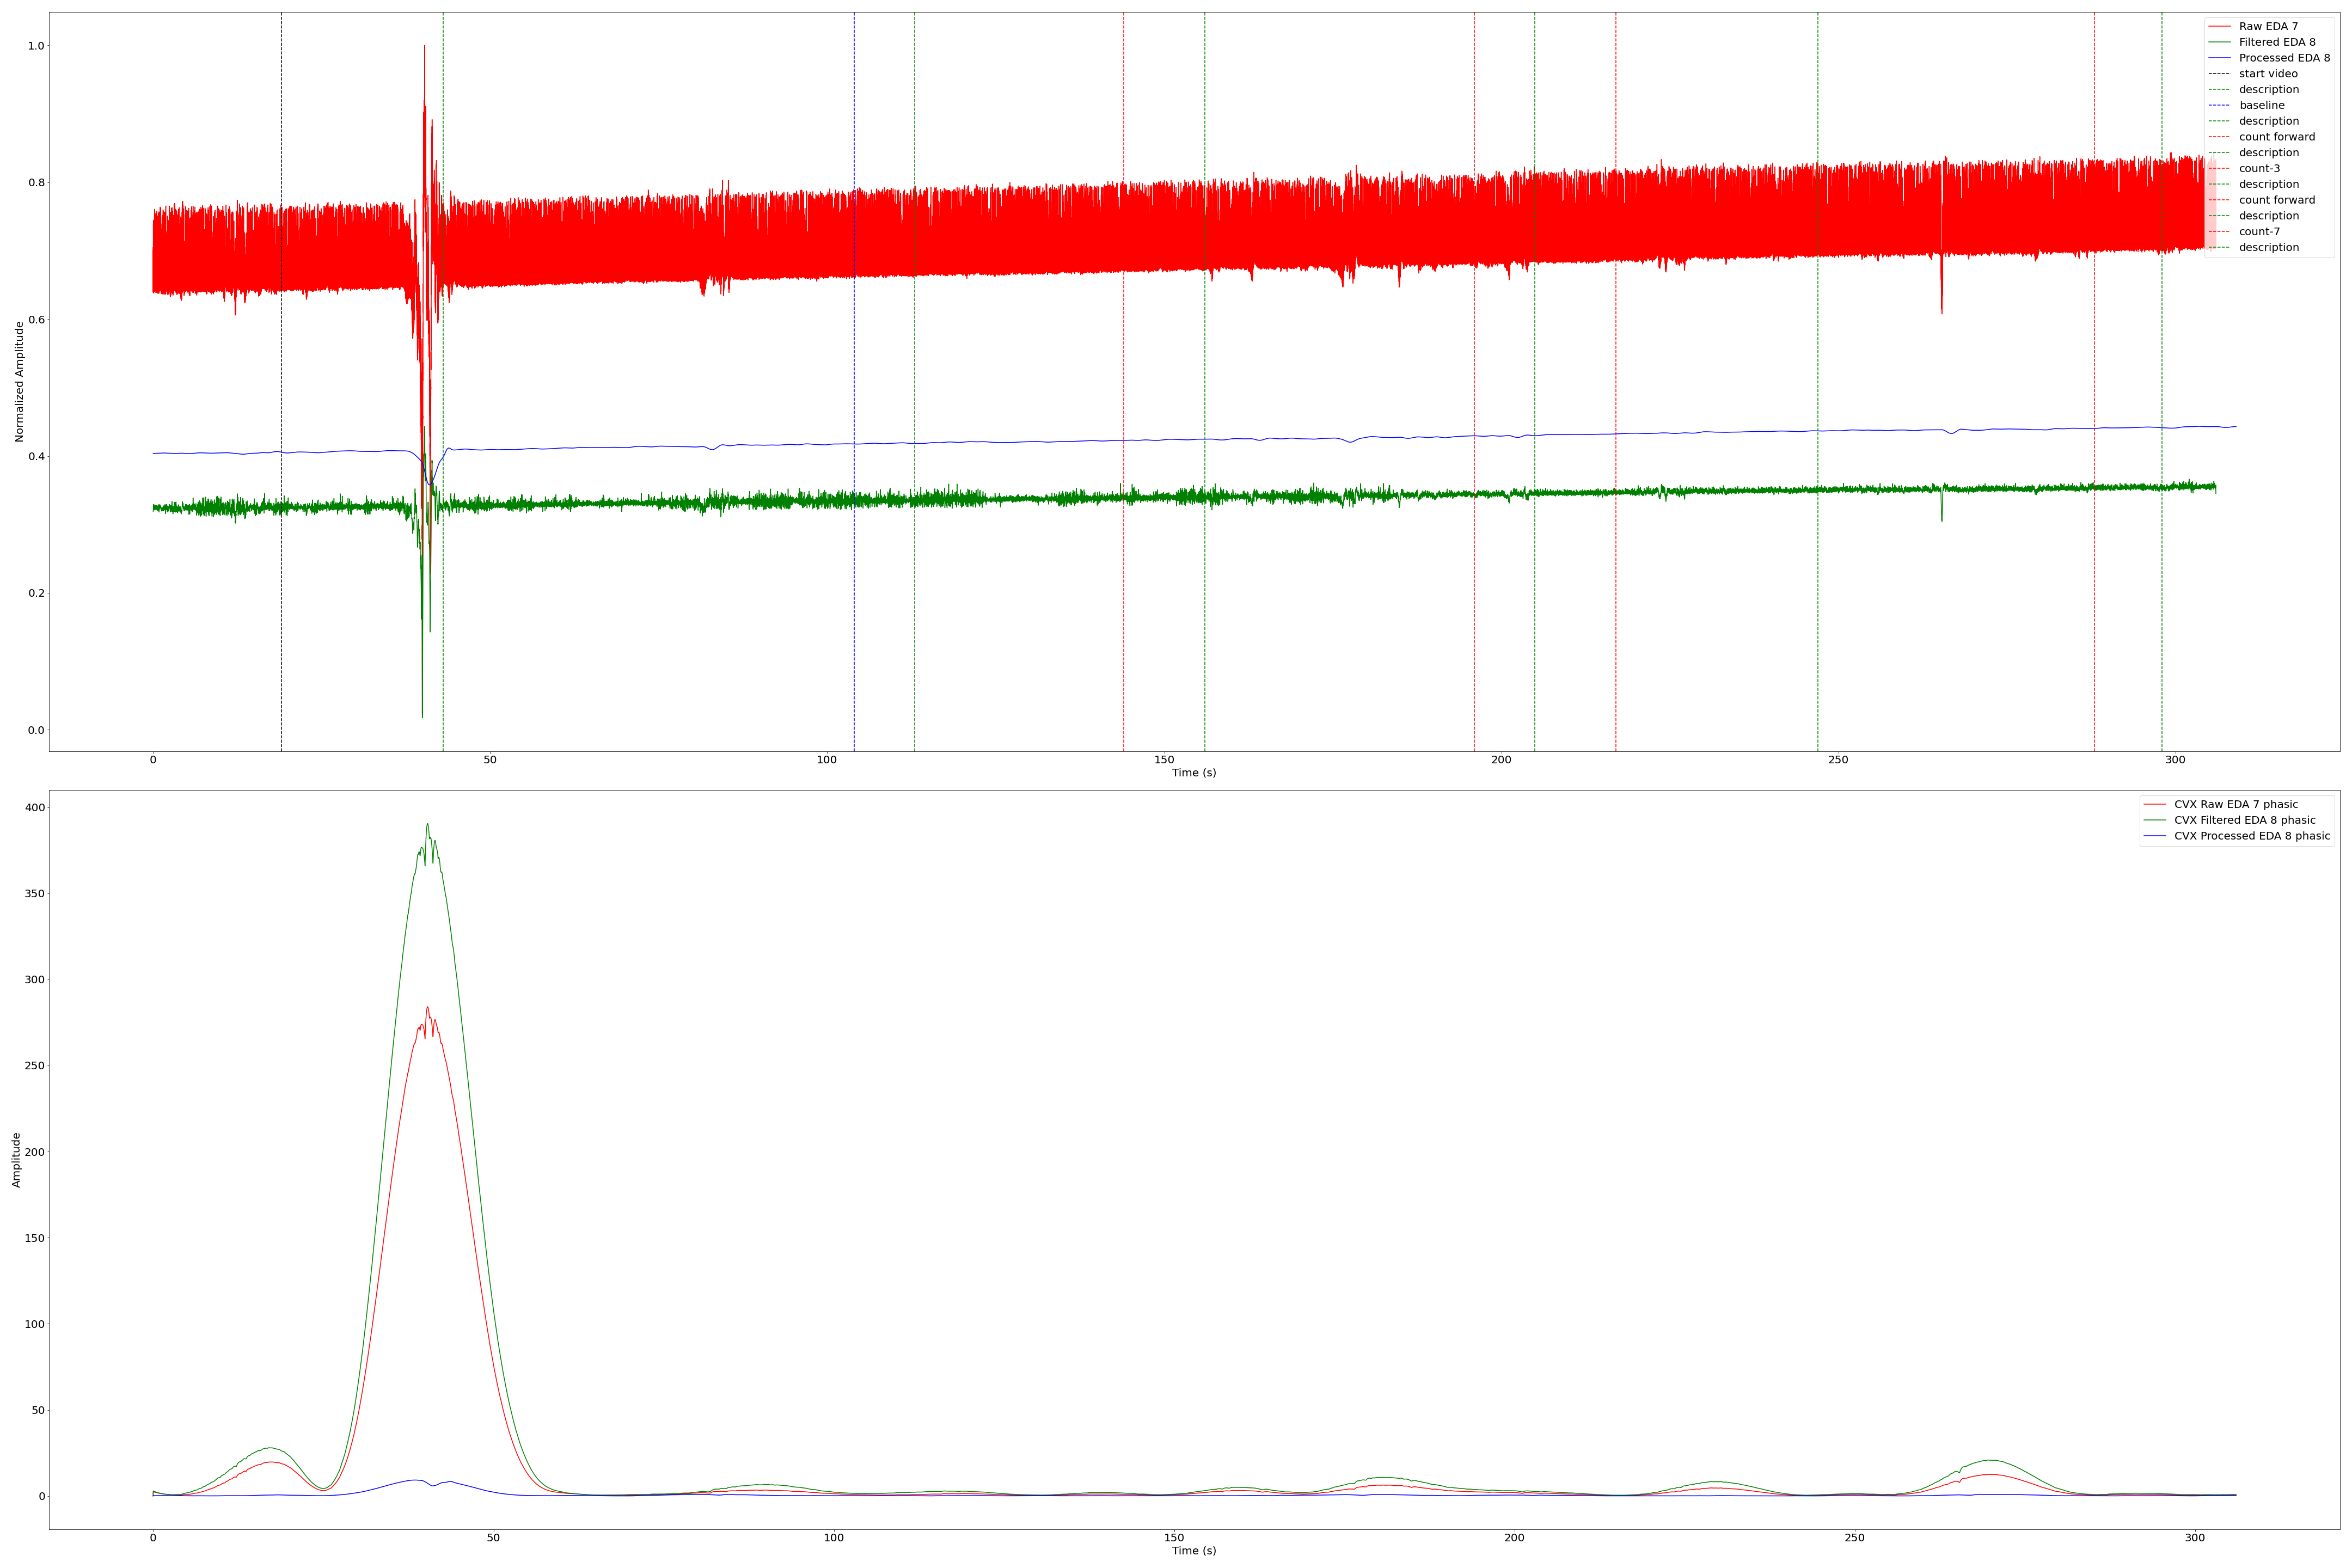 1.0
0.8
0.6
0.4
0.2
0.0
Normalized Amplitude
0 50 100 150 200 250 300
Time (s)
Raw EDA 7
Filtered EDA 8
Processed EDA 8
start video
description
baseline
description
count forward
description
count-3
description
count forward
description
count-7
description
400
350
300
250
200
150
100
50
0
Amplitude
0 50 100 150 200 250 300
Time (s)
CVX Raw EDA 7 phasic
CVX Filtered EDA 8 phasic
CVX Processed EDA 8 phasic